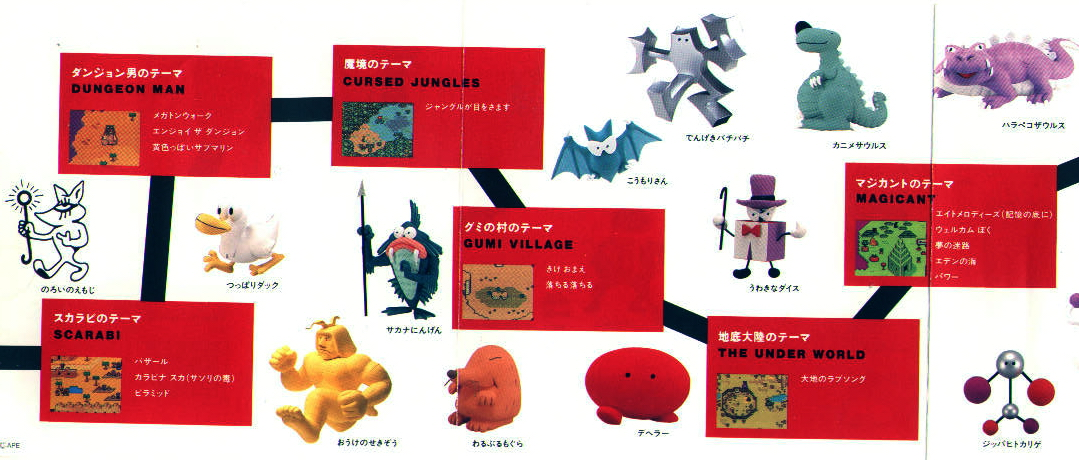 ダンジョン男のテーマ
DUNGEON MAN
メガトンウォーク
エンジョイ ザ ダンジョン
黄色っぽいサブマリン
魔境のテーマ
CURSED JUNGLES
ジャングルが目をさます
でんげきバチバチ
カニメサウルス
ハラペコザウルス
こうもりさん
マジカントのテーマ
MAGICANT
エイトメロディーズ(記憶の底に)
ウェルカム ぼく
夢の迷路
エデンの海
パワー
のろいのえもじ
つっぱりダック
サカナにんげん
グミの村のテーマ
GUMI VILLAGE
きけ おまえ
落ちる落ちる
うわきなダイス
スカラビのテーマ
SCARABI
バザール
カラビナ スカ(サソリの毒)
ピラミッド
おうけのせきぞう
わるぶるもぐら
デヘラー
地底大陸のテーマ
THE UNDER WORLD
大地のラブソング
ジッパヒトカリゲ
APE